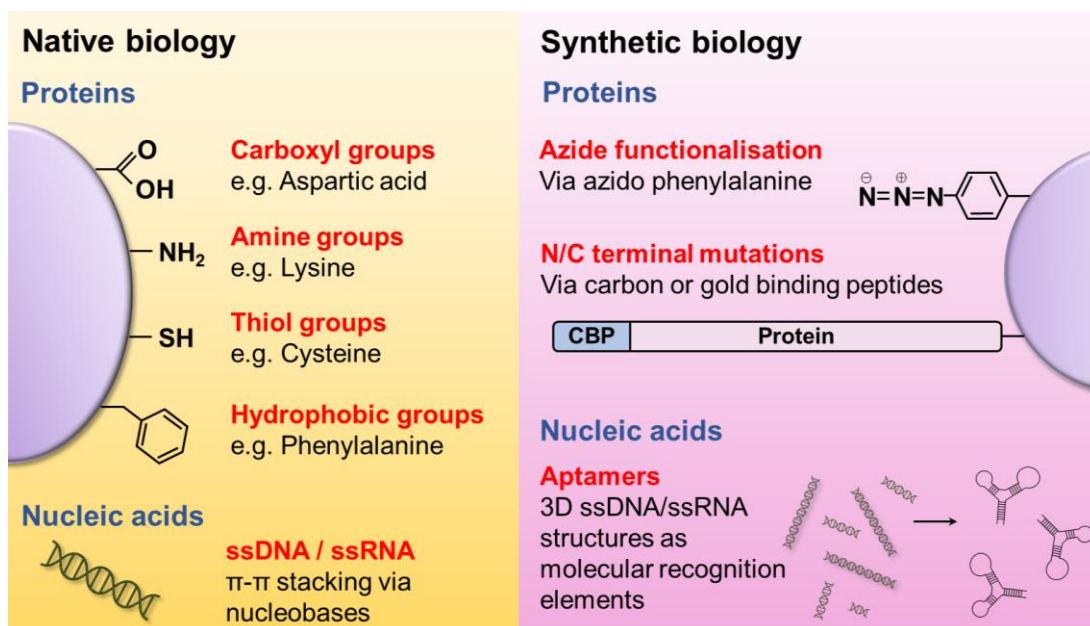 Native biology
Proteins
O
OH
Carboxyl groups
e.g. Aspartic acid
NH₂
Amine groups
e.g. Lysine
SH
Thiol groups
e.g. Cysteine
Hydrophobic groups
e.g. Phenylalanine
Nucleic acids
ssDNA / ssRNA
π-π stacking via
nucleobases
Synthetic biology
Proteins
Azide functionalisation
Via azido phenylalanine
⊖ ⊕
N=N=N
N/C terminal mutations
Via carbon or gold binding peptides
CBP Protein
Nucleic acids
Aptamers
3D ssDNA/ssRNA
structures as
molecular recognition
elements